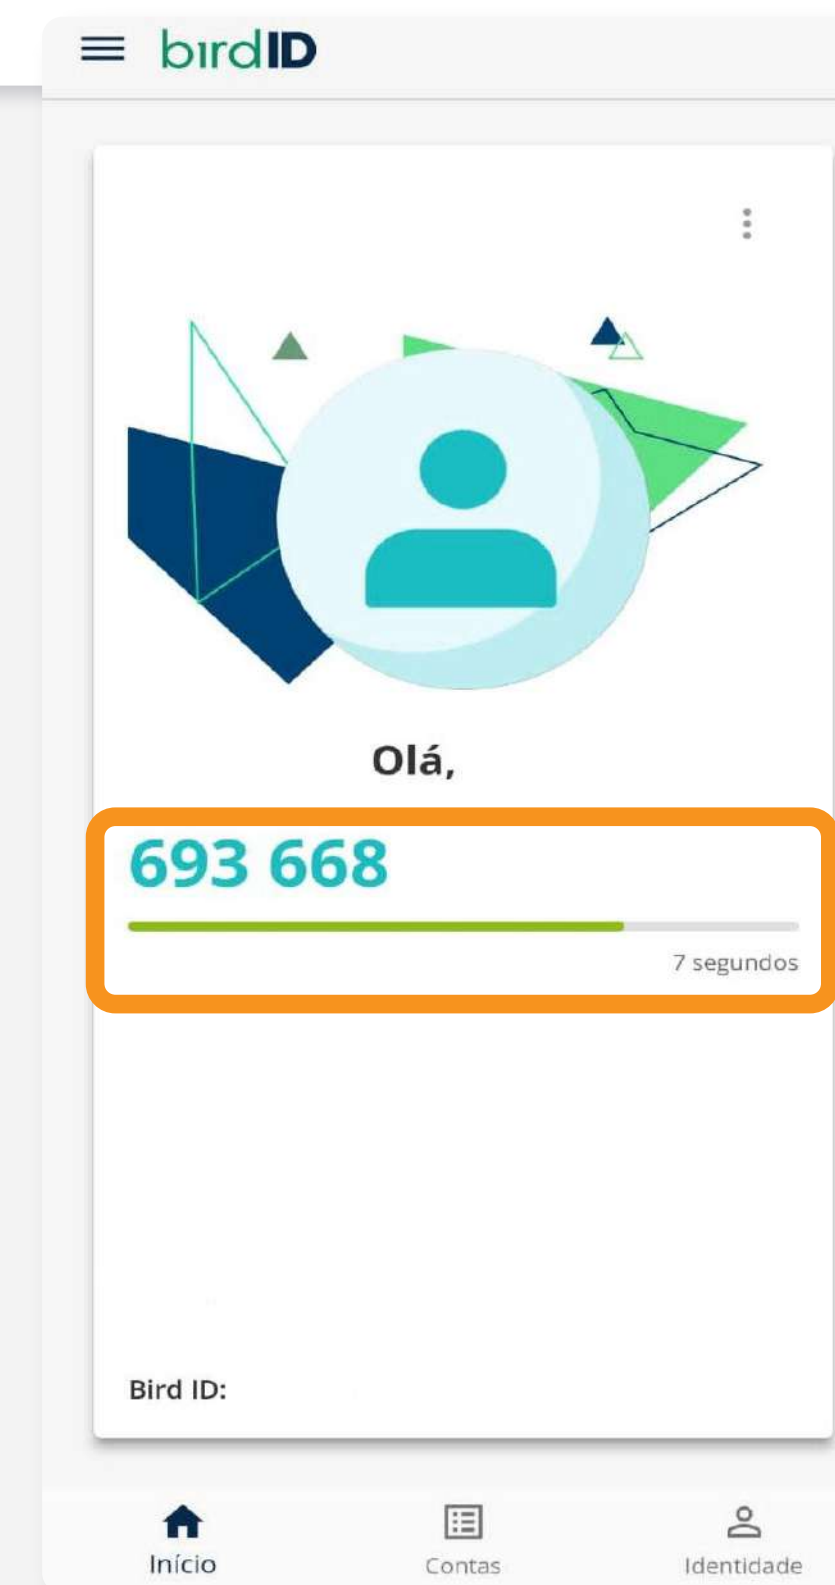 birdID
Olá,
693 668
7 segundos
Bird ID:
Início
Contas
Identidade